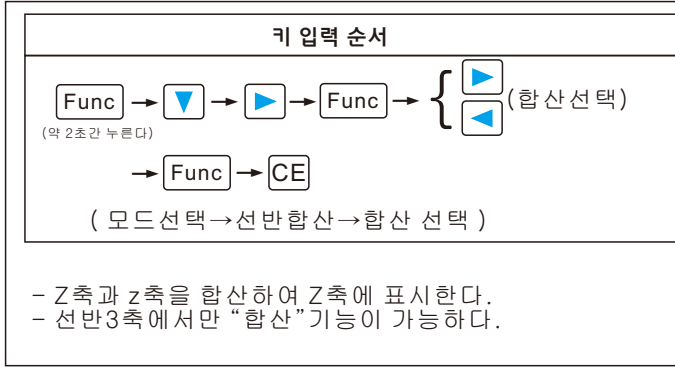 키 입력 순서
Func → ▼ → ▶ → Func → { ▶ ◀ (합산선택)
(약 2초간 누른다)
→ Func → CE
( 모드선택→선반합산→합산 선택 )
- Z축과 z축을 합산하여 Z축에 표시한다.
- 선반3축에서만 “합산”기능이 가능하다.